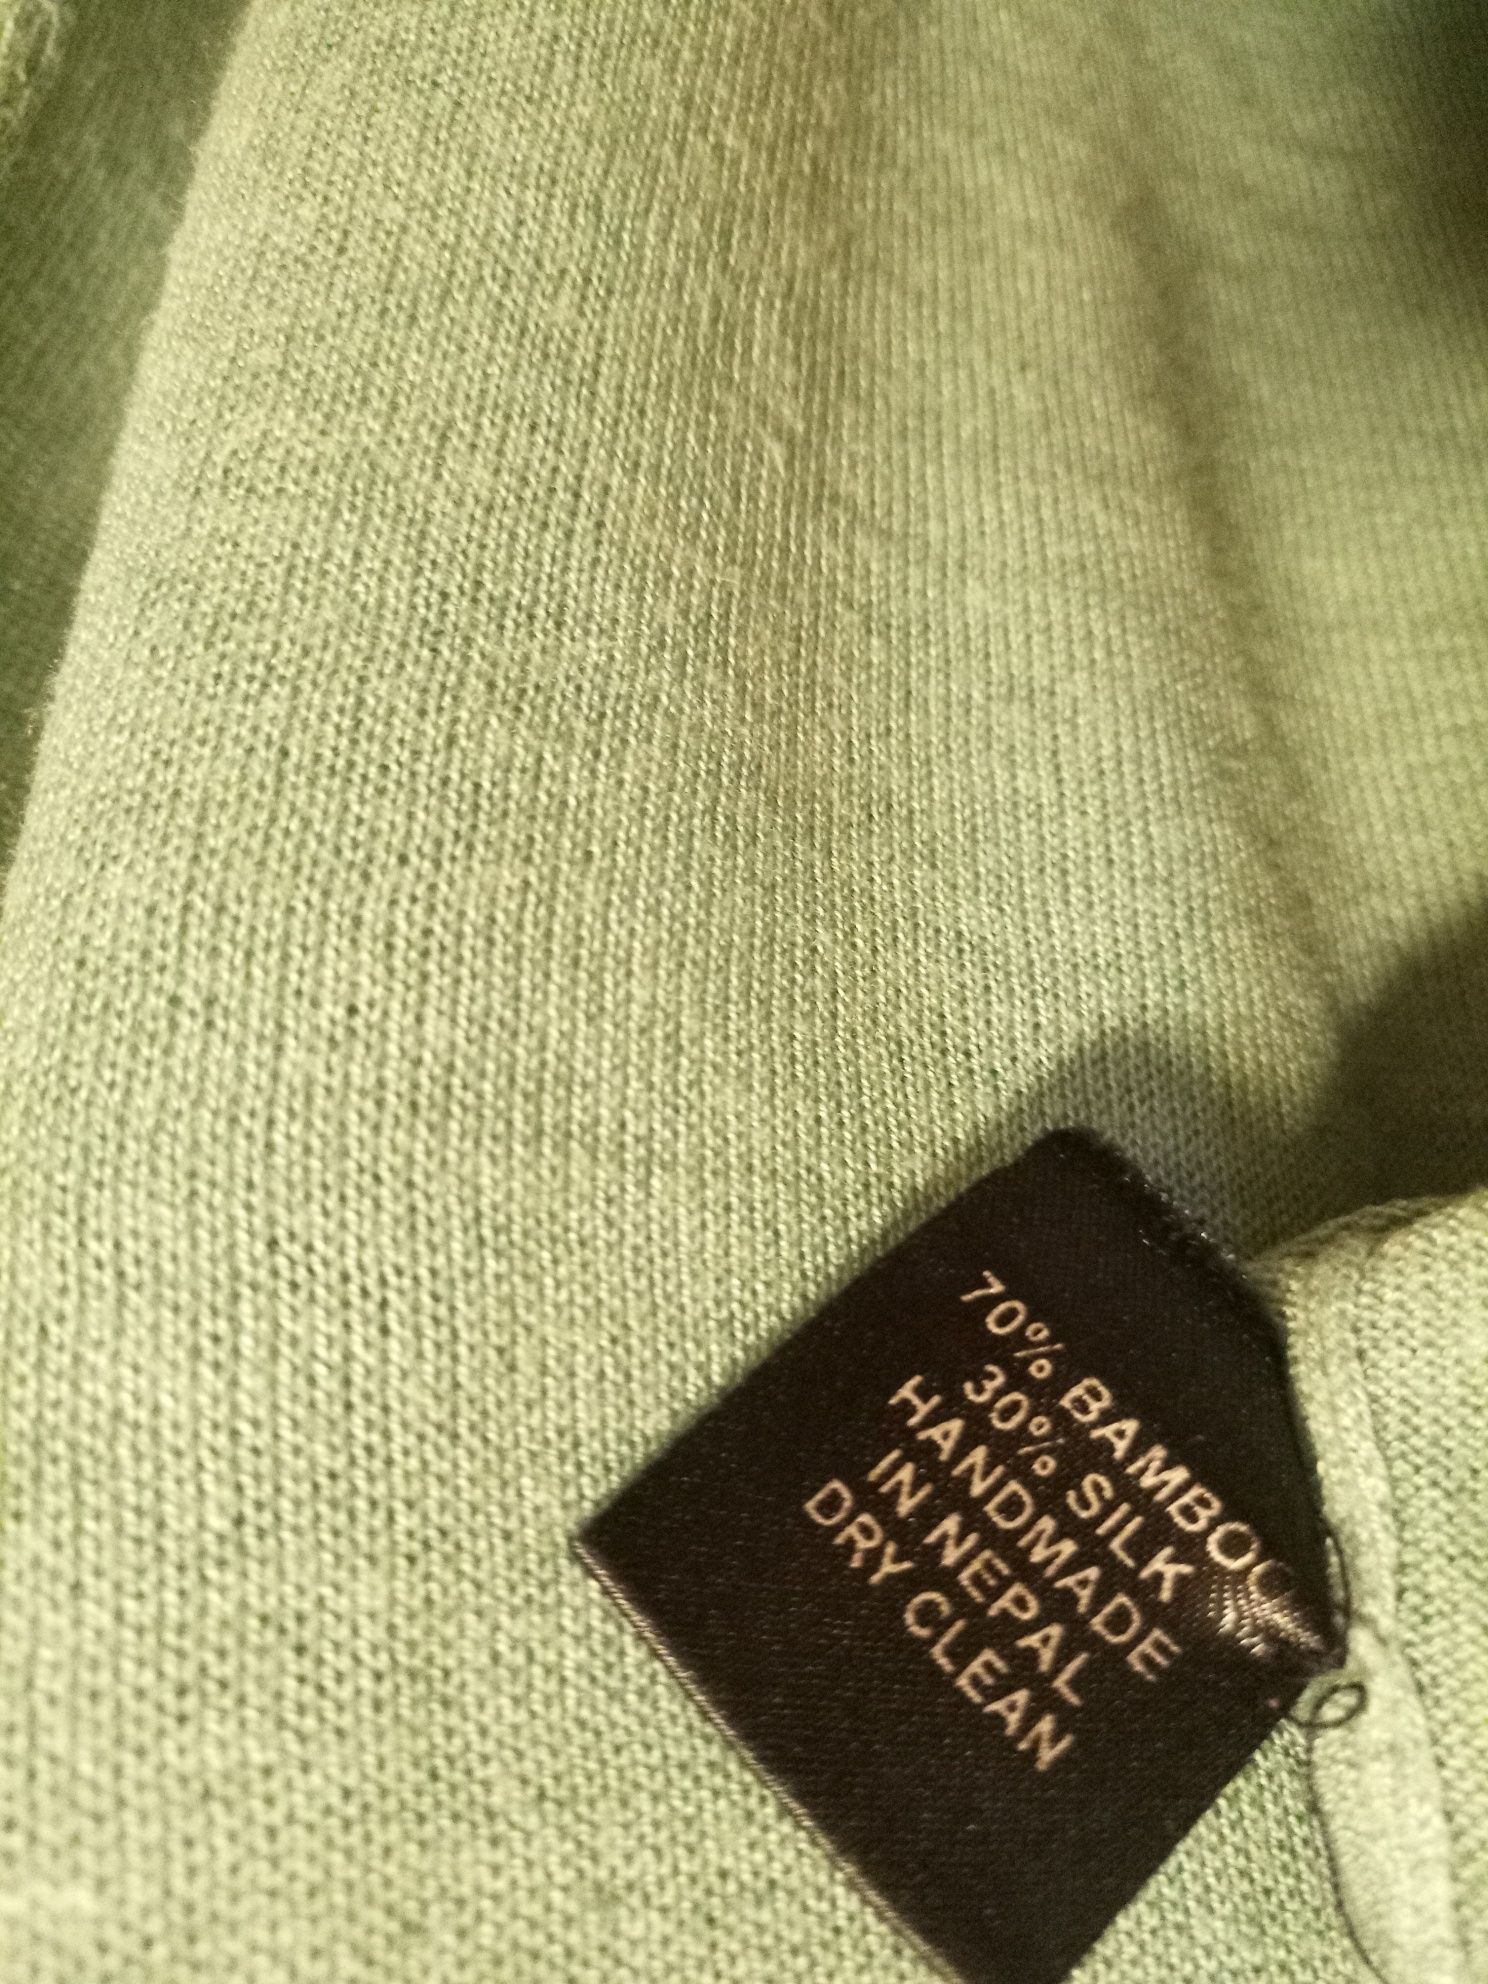 70% BAMBOO
30% SILK
HANDMADE
IN NEPAL
DRY CLEAN